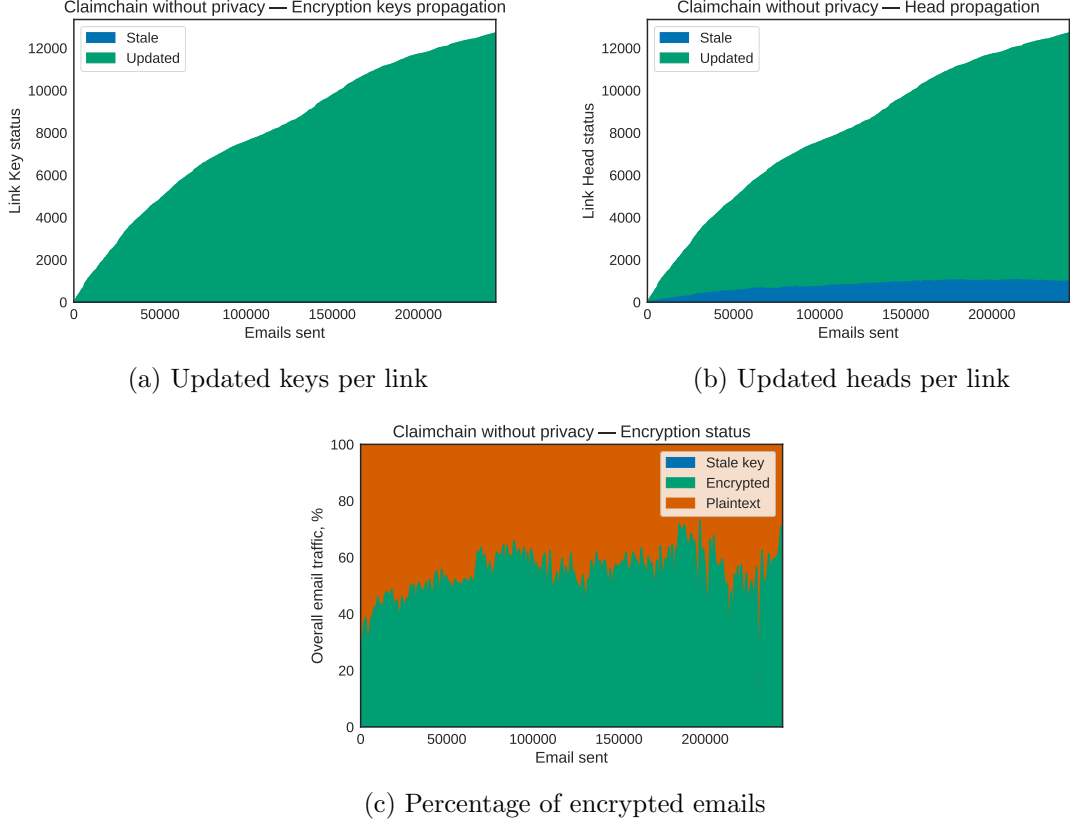 Claimchain without privacy — Encryption keys propagation
Stale
Updated
Link Key status
12000
10000
8000
6000
4000
2000
0
0 50000 100000 150000 200000
Emails sent
(a) Updated keys per link
Claimchain without privacy — Head propagation
Stale
Updated
Link Head status
12000
10000
8000
6000
4000
2000
0
0 50000 100000 150000 200000
Emails sent
(b) Updated heads per link
Claimchain without privacy — Encryption status
Stale key
Encrypted
Plaintext
Overall email traffic, %
100
80
60
40
20
0
0 50000 100000 150000 200000
Email sent
(c) Percentage of encrypted emails